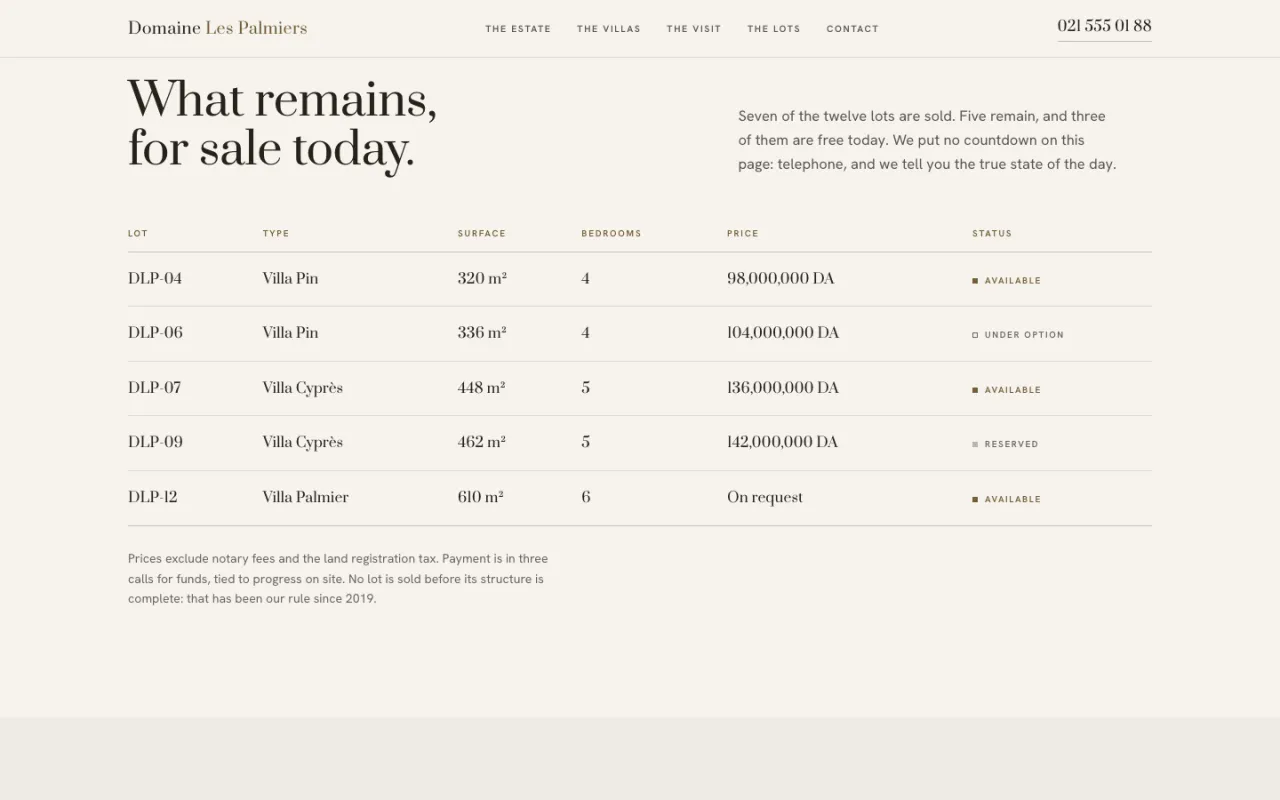 Domaine Les Palmiers
THE ESTATE THE VILLAS THE VISIT THE LOTS CONTACT
021 555 01 88
What remains,
for sale today.
Seven of the twelve lots are sold. Five remain, and three
of them are free today. We put no countdown on this
page: telephone, and we tell you the true state of the day.
LOT TYPE SURFACE BEDROOMS PRICE STATUS
DLP-04 Villa Pin 320 m² 4 98,000,000 DA AVAILABLE
DLP-06 Villa Pin 336 m² 4 104,000,000 DA UNDER OPTION
DLP-07 Villa Cyprès 448 m² 5 136,000,000 DA AVAILABLE
DLP-09 Villa Cyprès 462 m² 5 142,000,000 DA RESERVED
DLP-12 Villa Palmier 610 m² 6 On request AVAILABLE
Prices exclude notary fees and the land registration tax. Payment is in three
calls for funds, tied to progress on site. No lot is sold before its structure is
complete: that has been our rule since 2019.